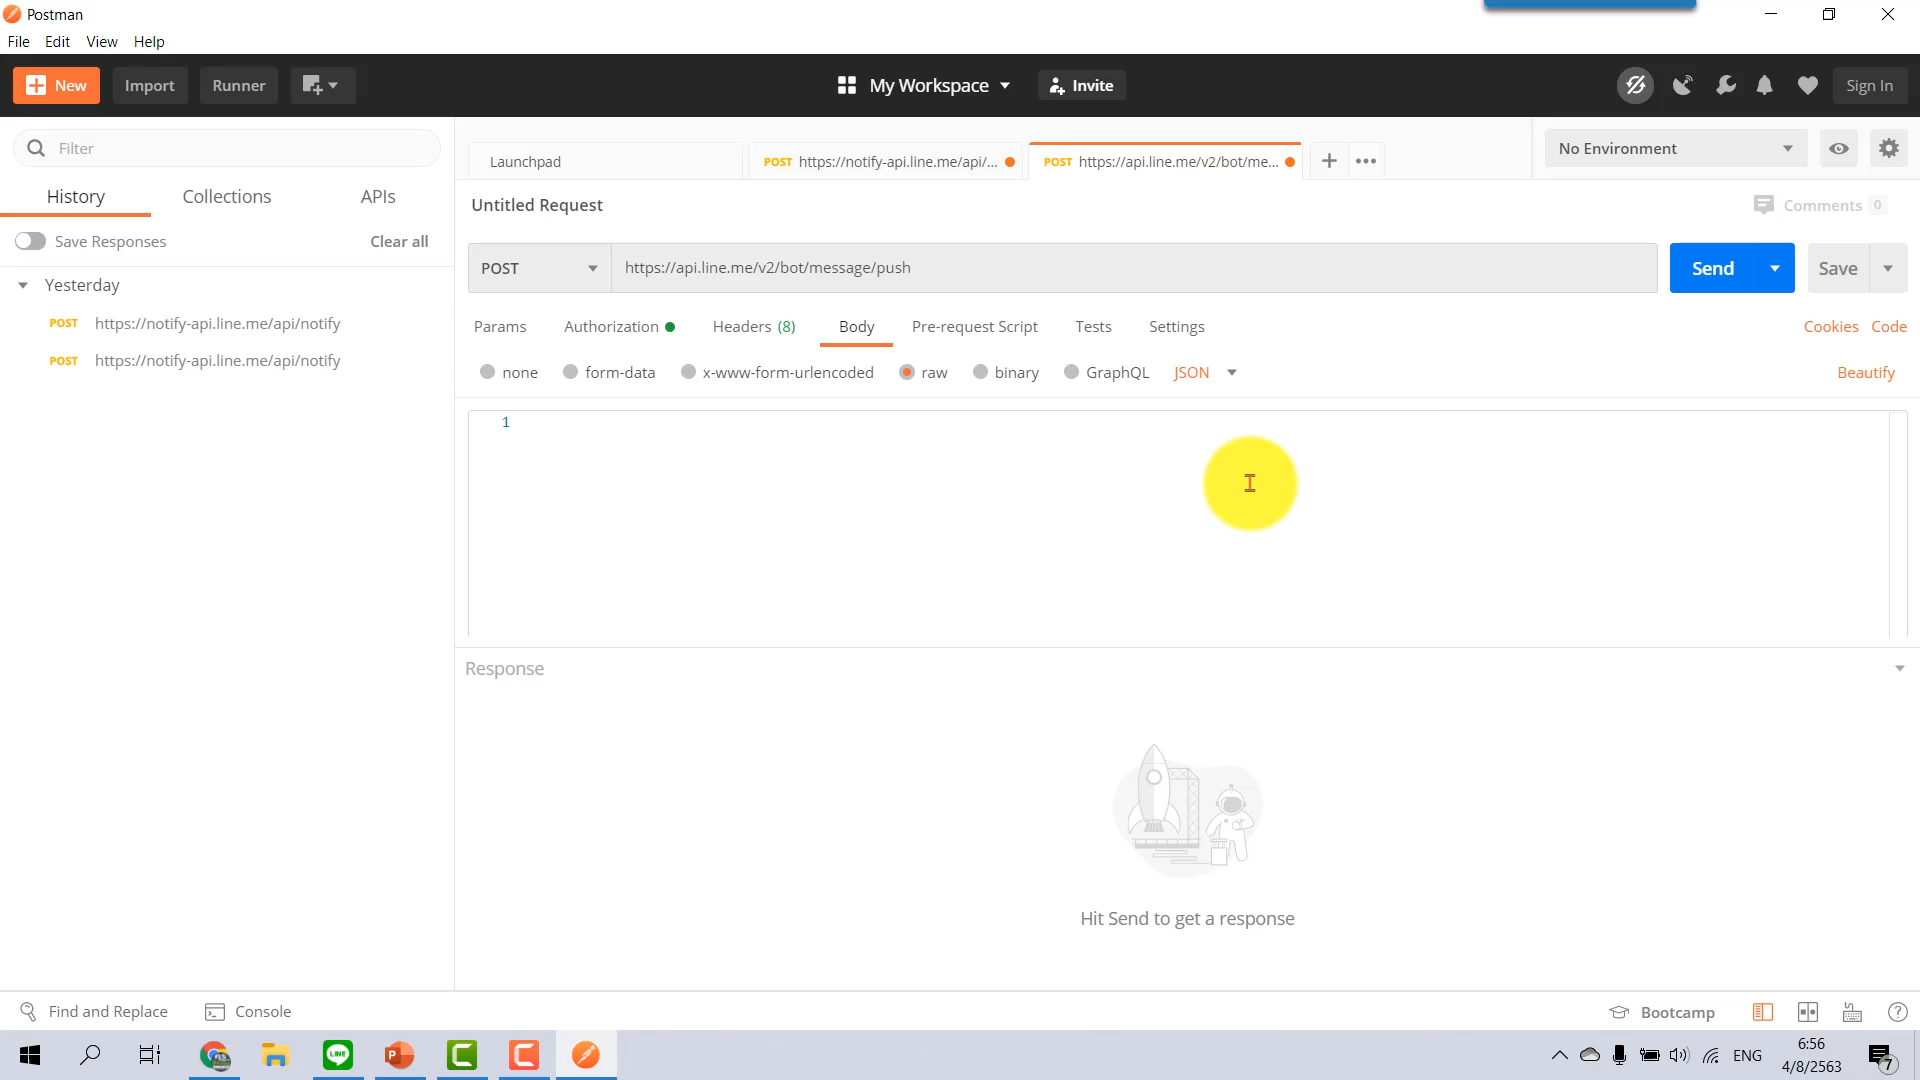 Postman
File Edit View Help
New Import Runner My Workspace Invite Sign In
Filter
History Collections APIs
Save Responses Clear all
Yesterday
POST https://notify-api.line.me/api/notify
POST https://notify-api.line.me/api/notify
Launchpad POST https://notify-api.line.me/api/... POST https://api.line.me/v2/bot/me... No Environment
Untitled Request Comments 0
POST https://api.line.me/v2/bot/message/push Send Save
Params Authorization Headers (8) Body Pre-request Script Tests Settings Cookies Code
none form-data x-www-form-urlencoded raw binary GraphQL JSON Beautify
1
Response
Hit Send to get a response
Find and Replace Console Bootcamp
LINE
ENG 6:56
4/8/2563 7